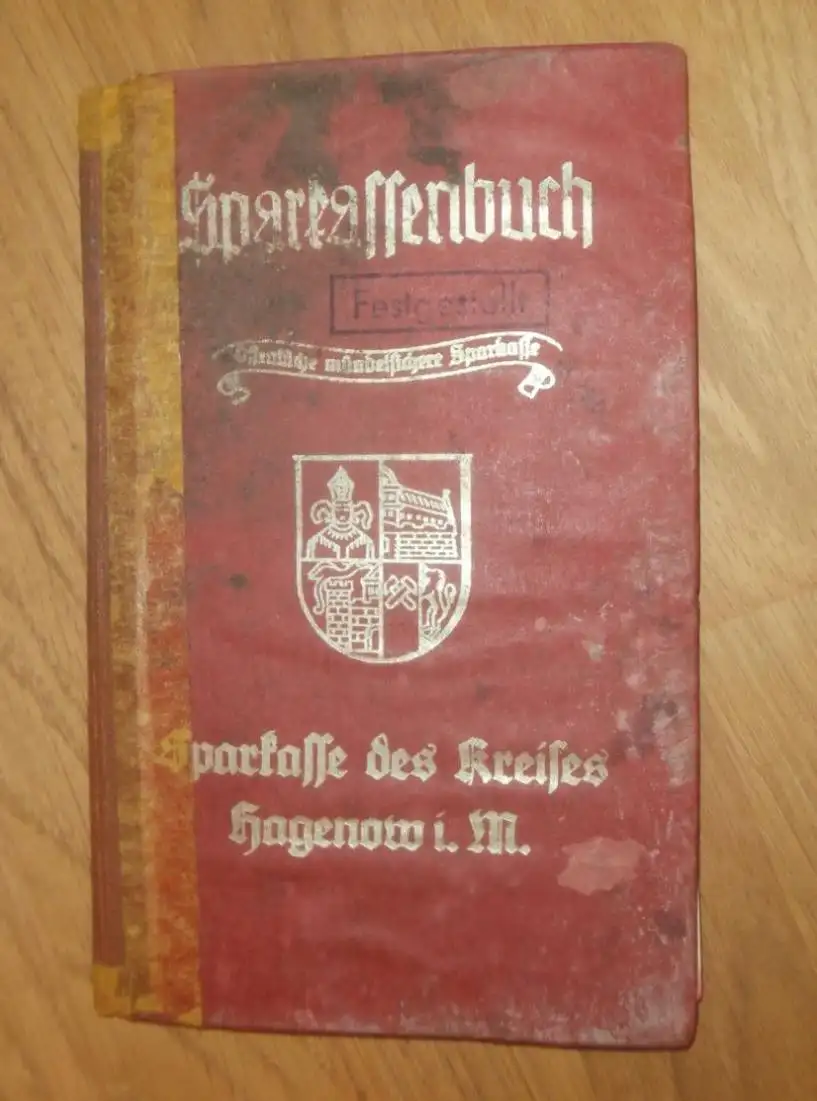 Sparkassenbuch
Festgestellt
Öffentliche mündelsichere Sparkasse
Sparkasse des Kreises
Hagenow i. M.